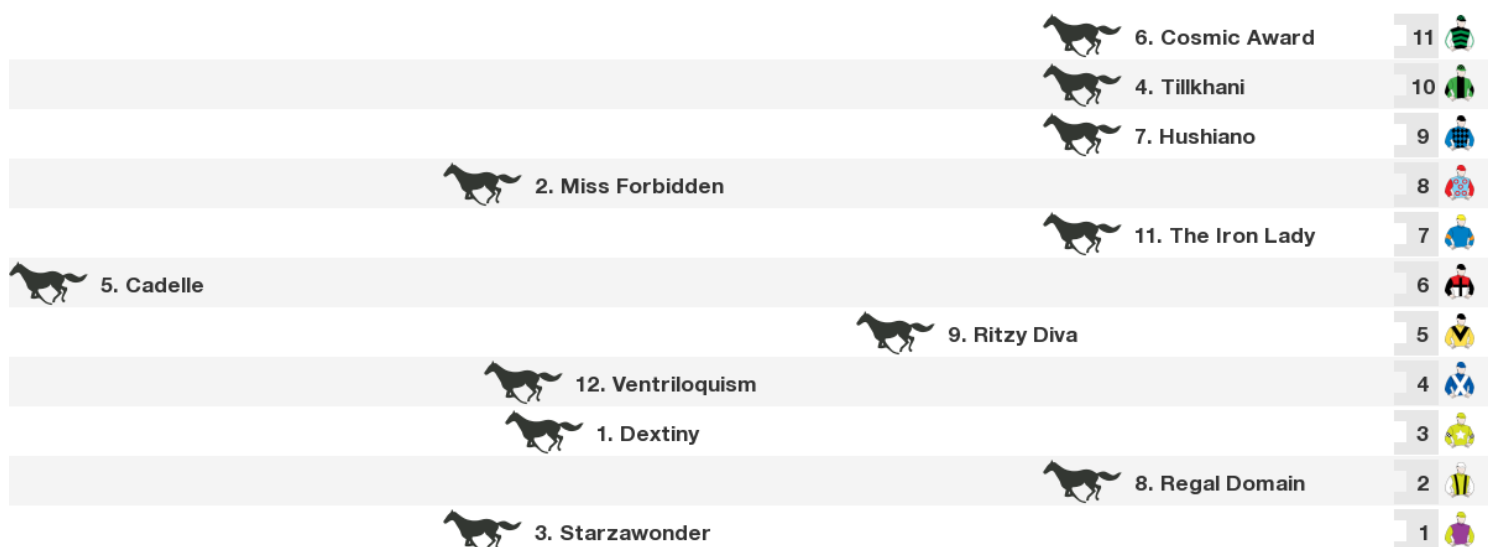 6. Cosmic Award 11
4. Tillkhani 10
7. Hushiano 9
2. Miss Forbidden 8
11. The Iron Lady 7
5. Cadelle 6
9. Ritzy Diva 5
12. Ventriloquism 4
1. Dextiny 3
8. Regal Domain 2
3. Starzawonder 1